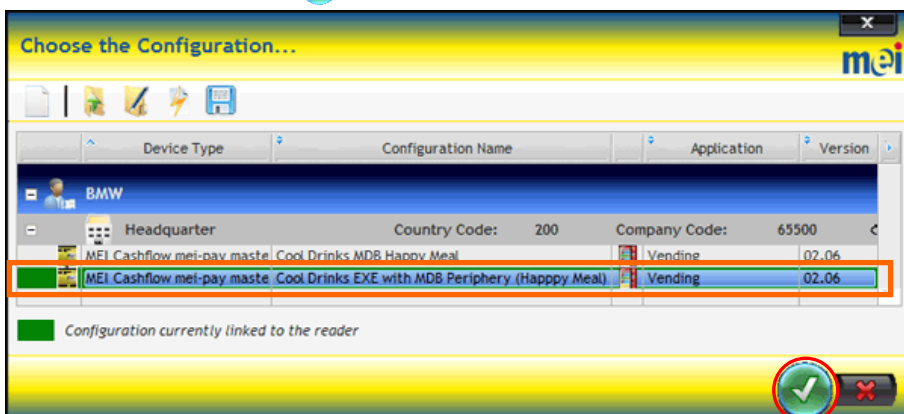 Choose the Configuration...
x
mei
Device Type Configuration Name Application Version
BMW
Headquarter Country Code: 200 Company Code: 65500
MEI Cashflow mei-pay maste Cool Drinks MDB Happy Meal Vending 02.06
MEI Cashflow mei-pay maste Cool Drinks EXE with MDB Periphery (Happpy Meal) Vending 02.06
Configuration currently linked to the reader